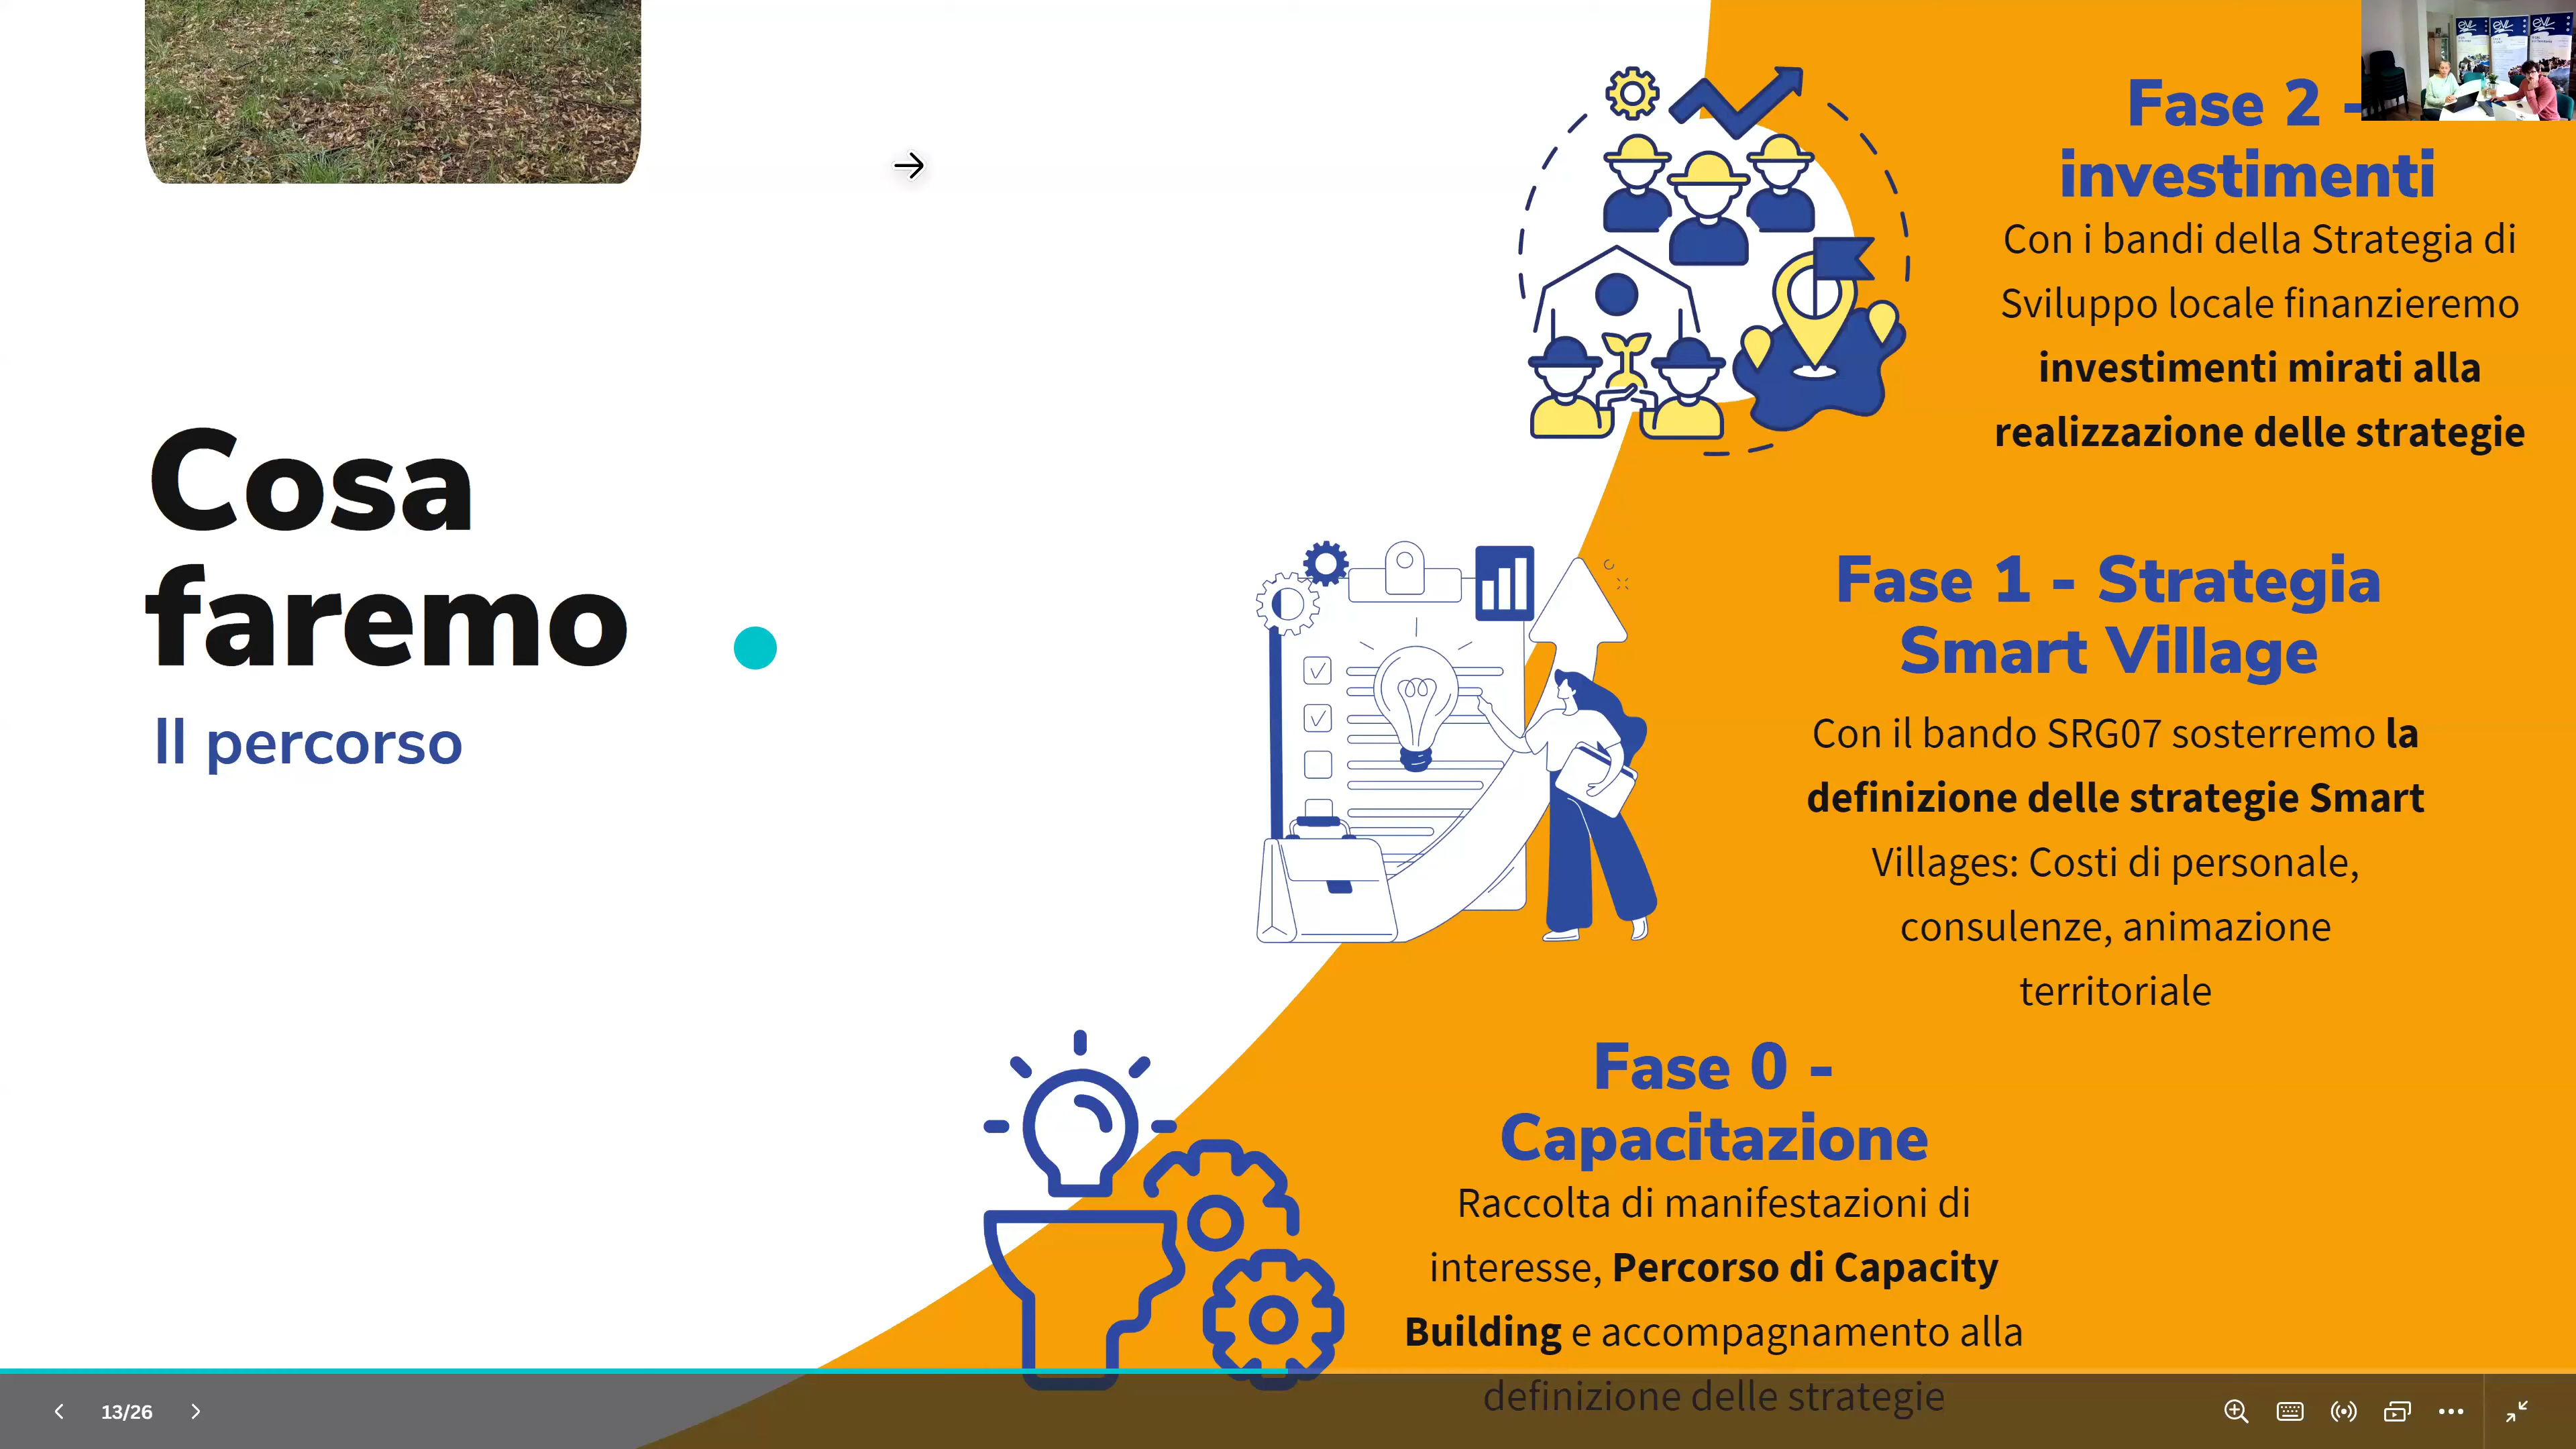 Cosa
faremo
Il percorso
Fase 2 -
investimenti
Con i bandi della Strategia di
Sviluppo locale finanzieremo
investimenti mirati alla
realizzazione delle strategie
Fase 1 - Strategia
Smart Village
Con il bando SRG07 sosterremo la
definizione delle strategie Smart
Villages: Costi di personale,
consulenze, animazione
territoriale
Fase 0 -
Capacitazione
Raccolta di manifestazioni di
interesse, Percorso di Capacity
Building e accompagnamento alla
definizione delle strategie
13/26